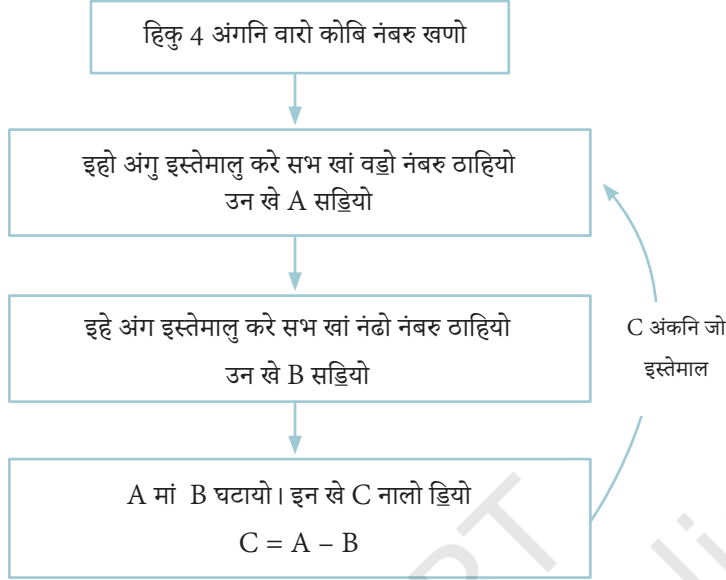 हिकु 4 अंगनि वारो कोबि नंबरु खणो
इहो अंगु इस्तेमालु करे सभ खां वडो॒ नंबरु ठाहियो
उन खे A सडि॒यो
इहे अंग इस्तेमालु करे सभ खां नंढो नंबरु ठाहियो
उन खे B सडि॒यो
C अंकनि जो
इस्तेमाल
A मां B घटायो। इन खे C नालो डि॒यो
C = A – B